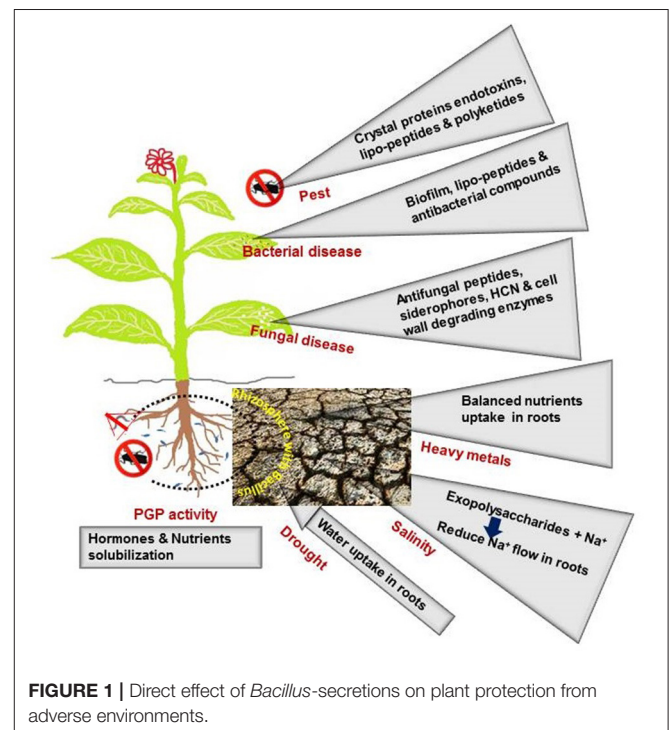 Crystal proteins endotoxins,
lipo-peptides & polyketides
Pest
Biofilm, lipo-peptides &
antibacterial compounds
Bacterial disease
Antifungal peptides,
siderophores, HCN & cell
wall degrading enzymes
Fungal disease
Rhizosphere with Bacillus
Balanced nutrients
uptake in roots
Heavy metals
Exopolysaccharides + Na⁺
Reduce Na⁺ flow in roots
Salinity
Water uptake in roots
Drought
PGP activity
Hormones & Nutrients
solubilization
FIGURE 1 | Direct effect of Bacillus-secretions on plant protection from
adverse environments.